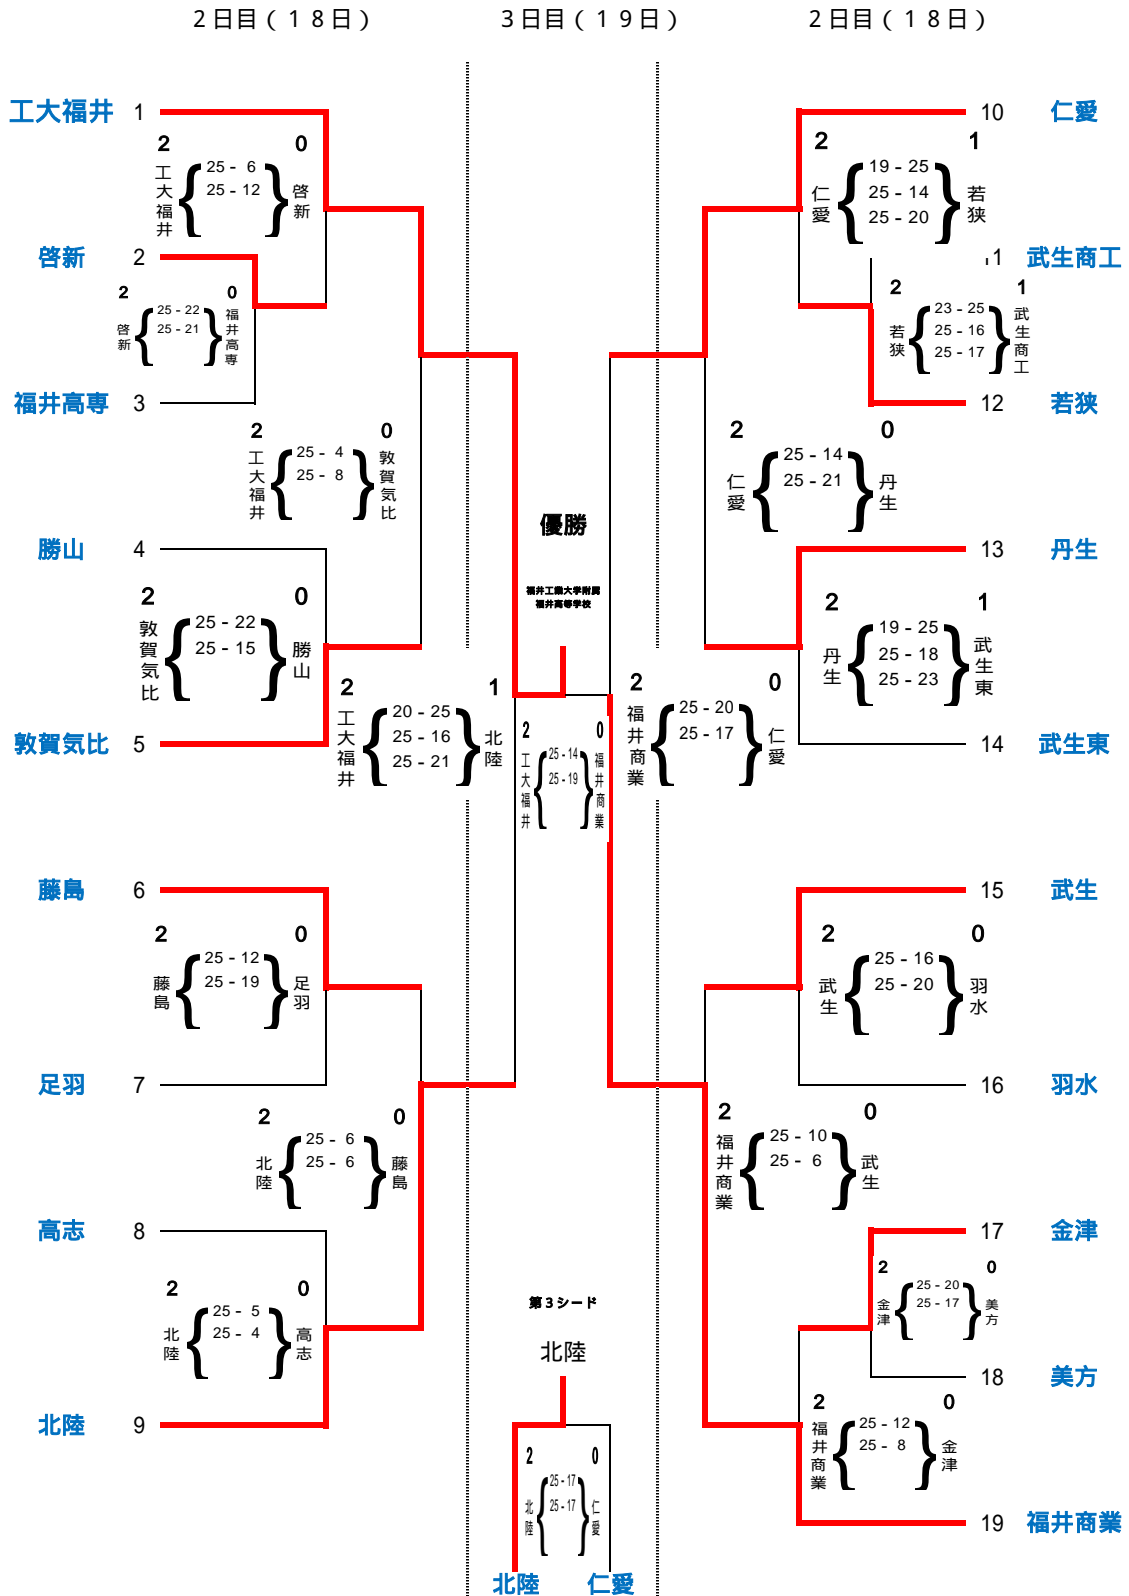 2日目(18日)
3日目(19日)
2日目(18日)
工大福井 1
2 0
工大福井 25 - 6 啓新
25 - 12
啓新 2
2 0
啓新 25 - 22 福井高専
25 - 21
福井高専 3
2 0
工大福井 25 - 4 敦賀気比
25 - 8
勝山 4
2 0
敦賀気比 25 - 22 勝山
25 - 15
敦賀気比 5
2 1
工大福井 20 - 25 北陸
25 - 16
25 - 21
藤島 6
2 0
藤島 25 - 12 足羽
25 - 19
足羽 7
2 0
北陸 25 - 6 藤島
25 - 6
高志 8
2 0
北陸 25 - 5 高志
25 - 4
北陸 9
優勝
福井工業大学附属
福井高等学校
2 0
工大福井 25 - 14 福井商業
25 - 19
第3シード
北陸
2 0
北陸 25 - 17 仁愛
25 - 17
北陸 仁愛
10 仁愛
2 1
仁愛 19 - 25 若狭
25 - 14
25 - 20
11 武生商工
2 1
若狭 23 - 25 武生商工
25 - 16
25 - 17
12 若狭
2 0
仁愛 25 - 14 丹生
25 - 21
13 丹生
2 1
丹生 19 - 25 武生東
25 - 18
25 - 23
14 武生東
2 0
福井商業 25 - 20 仁愛
25 - 17
15 武生
2 0
武生 25 - 16 羽水
25 - 20
16 羽水
2 0
福井商業 25 - 10 武生
25 - 6
17 金津
2 0
金津 25 - 20 美方
25 - 17
18 美方
2 0
福井商業 25 - 12 金津
25 - 8
19 福井商業